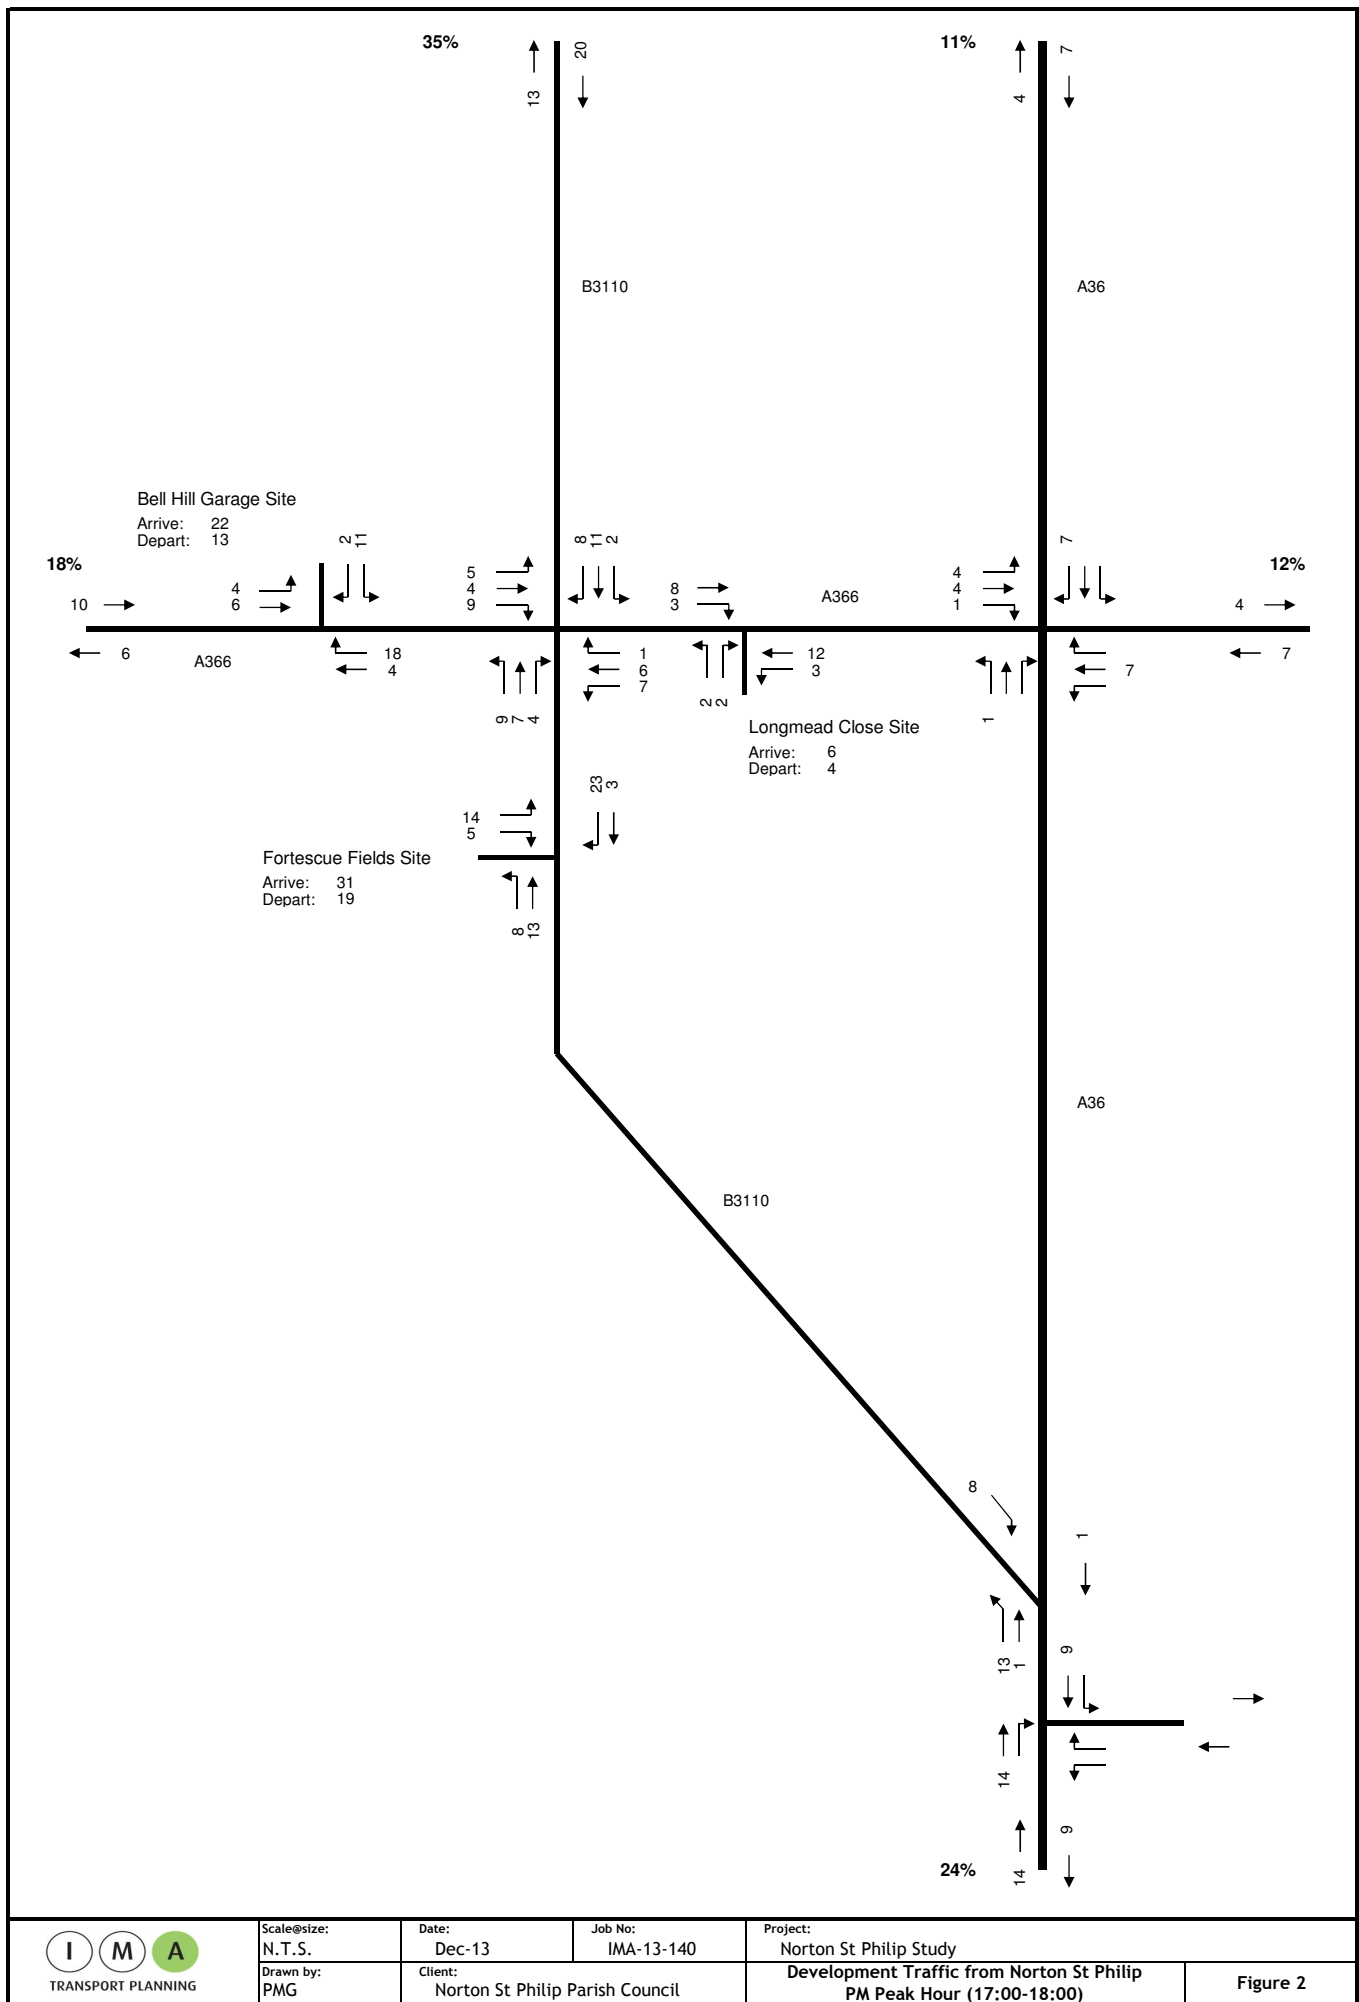 35%
13
20
11%
4
7
B3110
A36
Bell Hill Garage Site
Arrive: 22
Depart: 13
2
11
18%
10
4
6
6
A366
18
4
5
4
9
8
11
2
1
6
7
9
7
4
8
3
A366
2
2
12
3
Longmead Close Site
Arrive: 6
Depart: 4
4
4
1
7
1
7
12%
4
7
23
3
14
5
Fortescue Fields Site
Arrive: 31
Depart: 19
8
13
A36
B3110
8
1
13
1
9
14
9
24%
14
I M A
TRANSPORT PLANNING
Scale@size:
N.T.S.
Date:
Dec-13
Job No:
IMA-13-140
Project:
Norton St Philip Study
Drawn by:
PMG
Client:
Norton St Philip Parish Council
Development Traffic from Norton St Philip
PM Peak Hour (17:00-18:00)
Figure 2